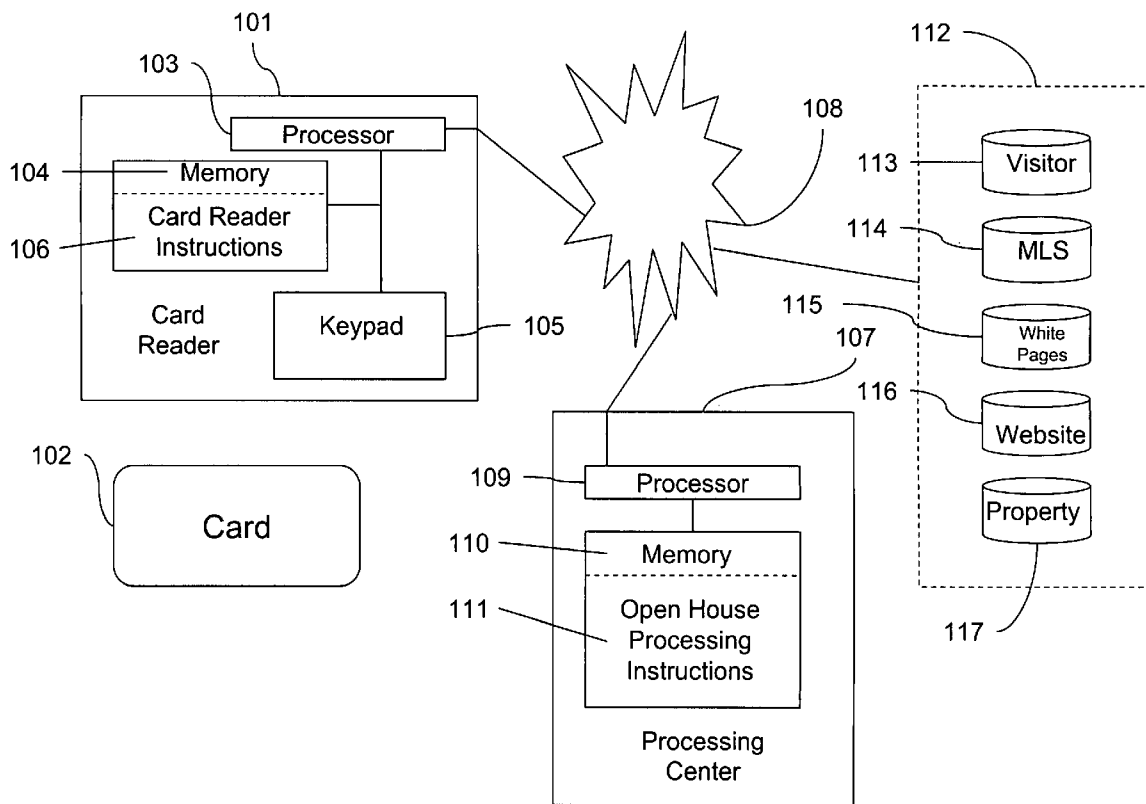 101
103
Processor
104
Memory
106
Card Reader
Instructions
Card
Reader
Keypad
105
102
Card
108
107
109
Processor
110
Memory
111
Open House
Processing
Instructions
Processing
Center
112
113
Visitor
114
MLS
115
White
Pages
116
Website
Property
117